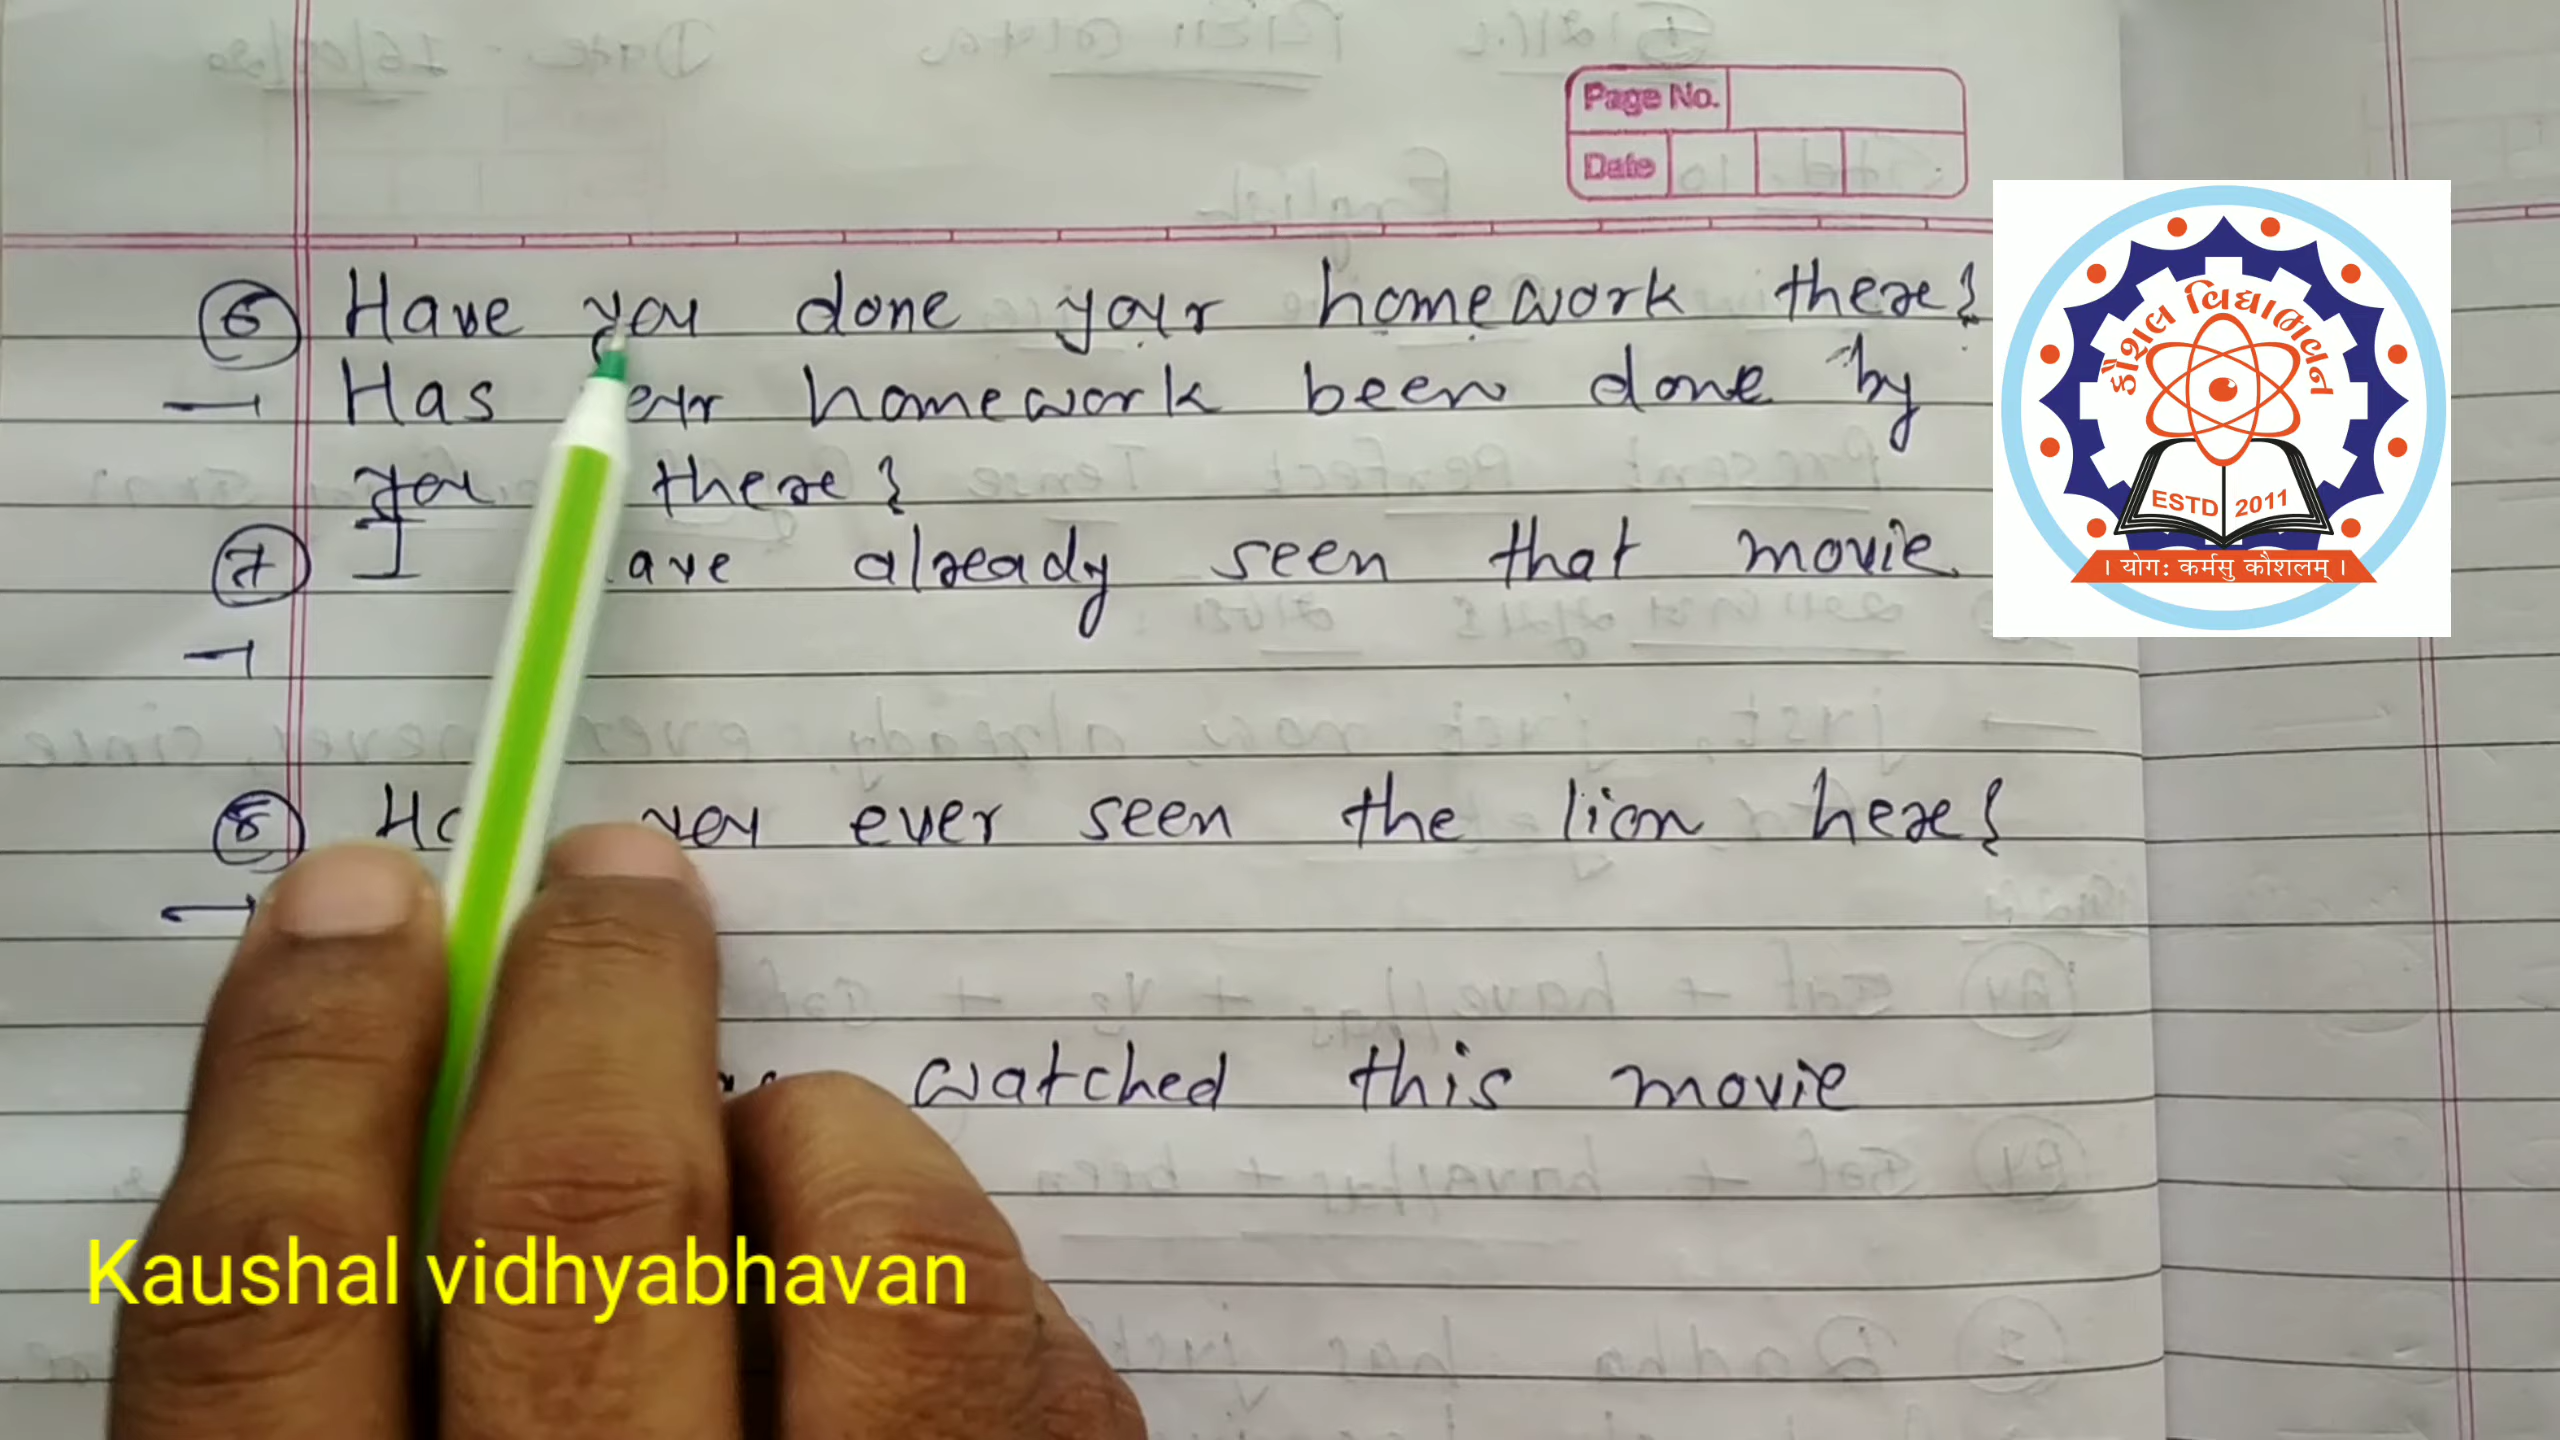 Page No.
Date
6 Have you done your homework there?
Has homework been done by
you there?
7 I have already seen that movie
8 you ever seen the lion here?
watched this movie
કૌશલ વિદ્યાભવન
ESTD 2011
। योगः कर्मसु कौशलम् ।
Kaushal vidhyabhavan